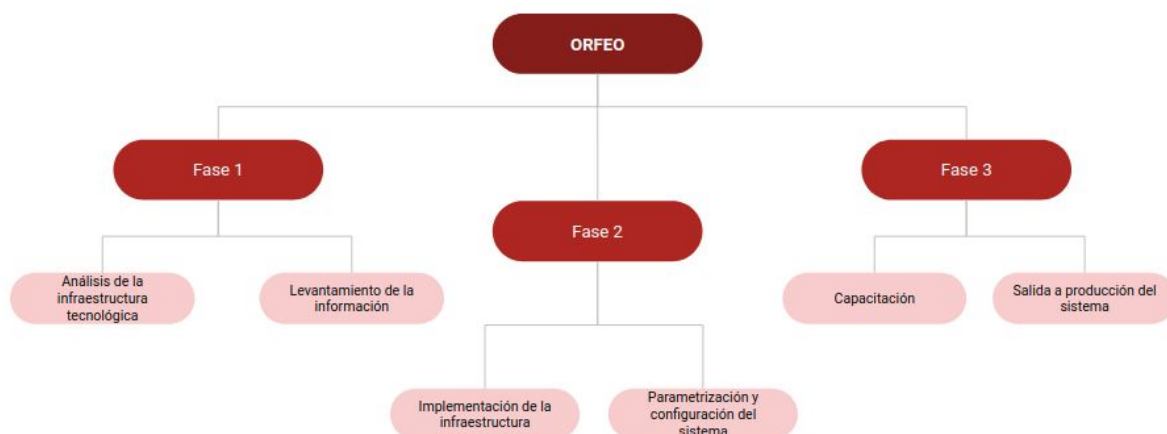 ORFEO
Fase 1
Fase 3
Fase 2
Análisis de la
infraestructura
tecnológica
Levantamiento de la
información
Capacitación
Salida a producción del
sistema
Implementación de la
infraestructura
Parametrización y
configuración del
sistema